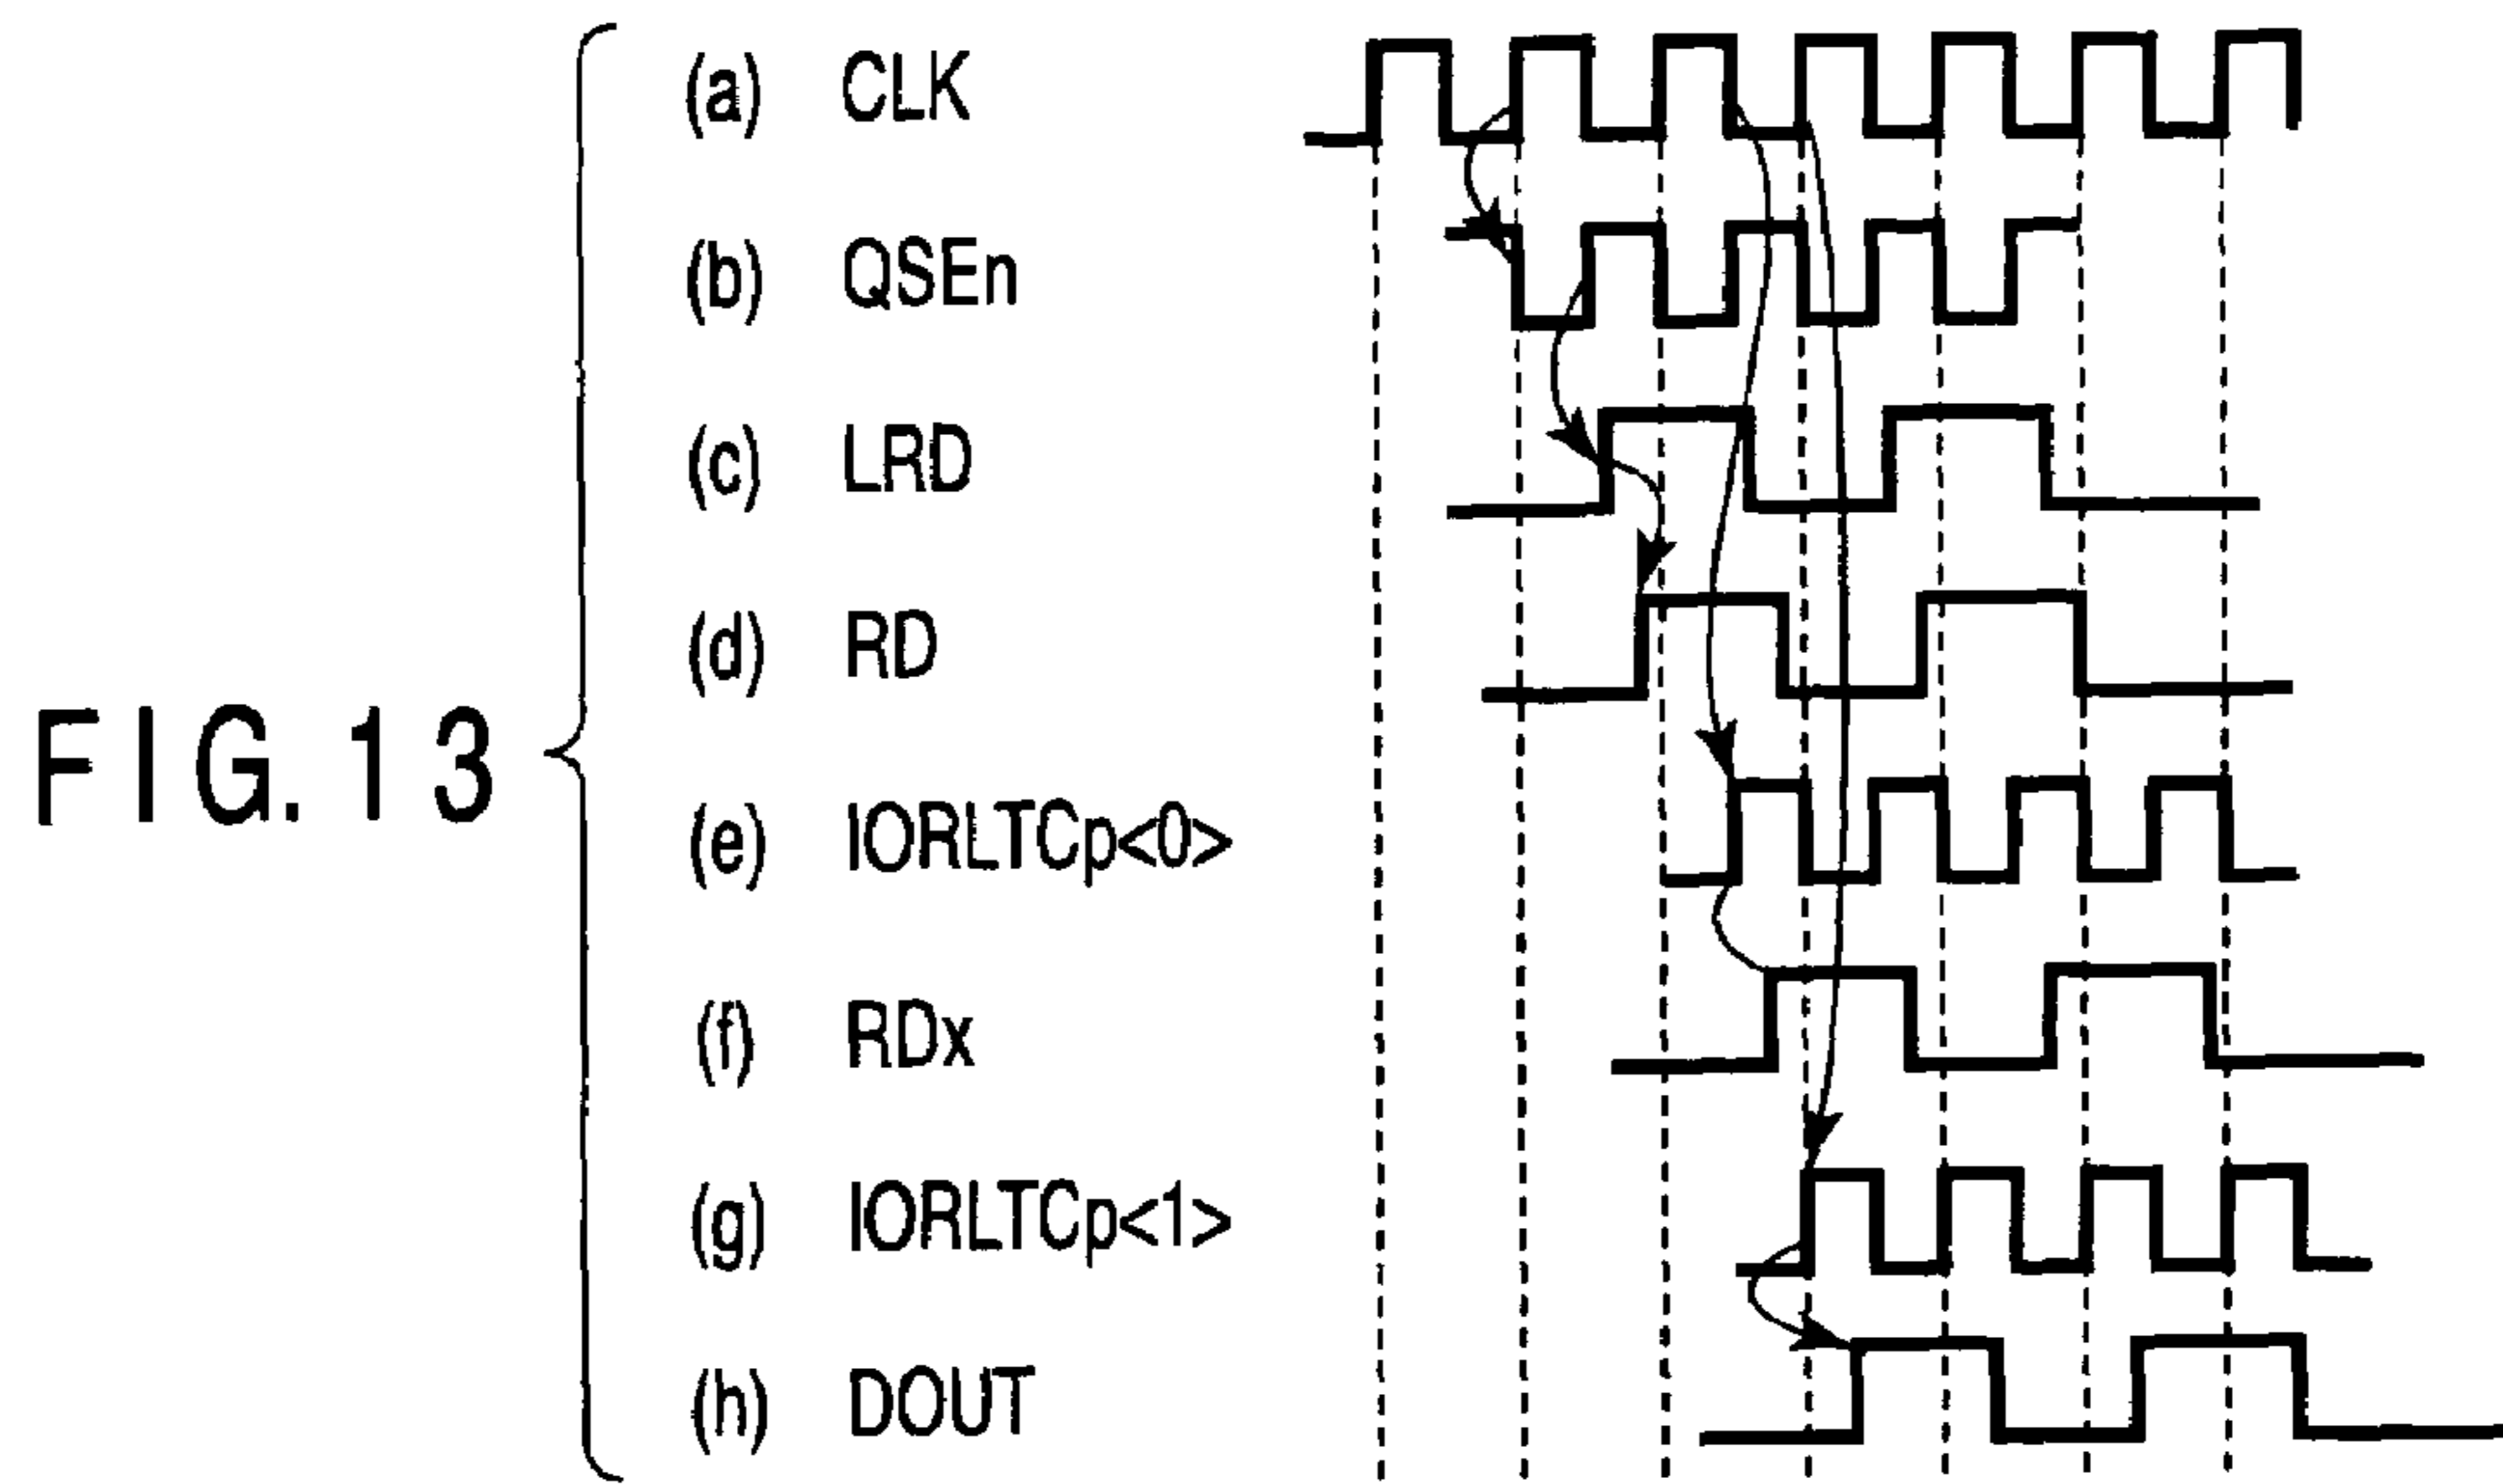 (a) CLK
(b) QSEn
(c) LRD
(d) RD
FIG.13
(e) IORLTCp<0>
(f) RDx
(g) IORLTCp<1>
(h) DOUT